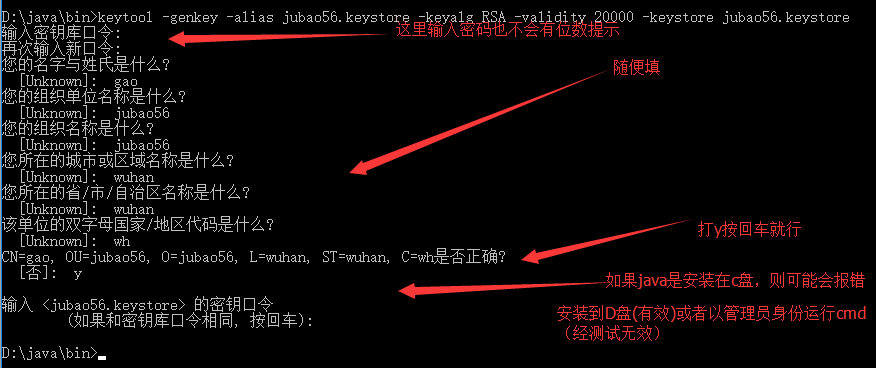 D:\java\bin>keytool -genkey -alias jubao56.keystore -keyalg RSA -validity 20000 -keystore jubao56.keystore
输入密钥库口令:
这里输入密码也不会有位数提示
再次输入新口令:
您的名字与姓氏是什么?
[Unknown]: gao
随便填
您的组织单位名称是什么?
[Unknown]: jubao56
您的组织名称是什么?
[Unknown]: jubao56
您所在的城市或区域名称是什么?
[Unknown]: wuhan
您所在的省/市/自治区名称是什么?
[Unknown]: wuhan
该单位的双字母国家/地区代码是什么?
[Unknown]: wh
打y按回车就行
CN=gao, OU=jubao56, O=jubao56, L=wuhan, ST=wuhan, C=wh是否正确?
[否]: y
如果java是安装在c盘，则可能会报错
输入 <jubao56.keystore> 的密钥口令
(如果和密钥库口令相同, 按回车):
安装到D盘(有效)或者以管理员身份运行cmd
（经测试无效）
D:\java\bin>